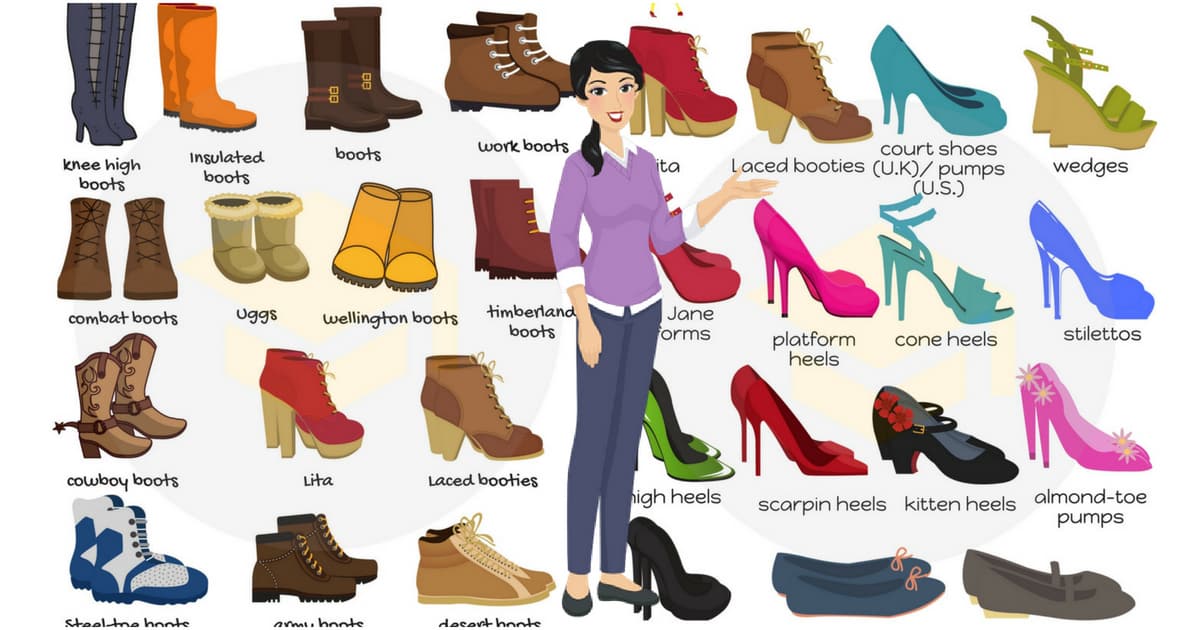 knee high
boots
Insulated
boots
boots
work boots
ita
Laced booties
court shoes
(U.K)/ pumps
(U.S.)
wedges
combat boots
uggs
wellington boots
timberland
boots
Jane
orms
platform
heels
cone heels
stilettos
cowboy boots
Lita
Laced booties
high heels
scarpin heels
kitten heels
almond-toe
pumps
steel-toe boots
army boots
desert boots